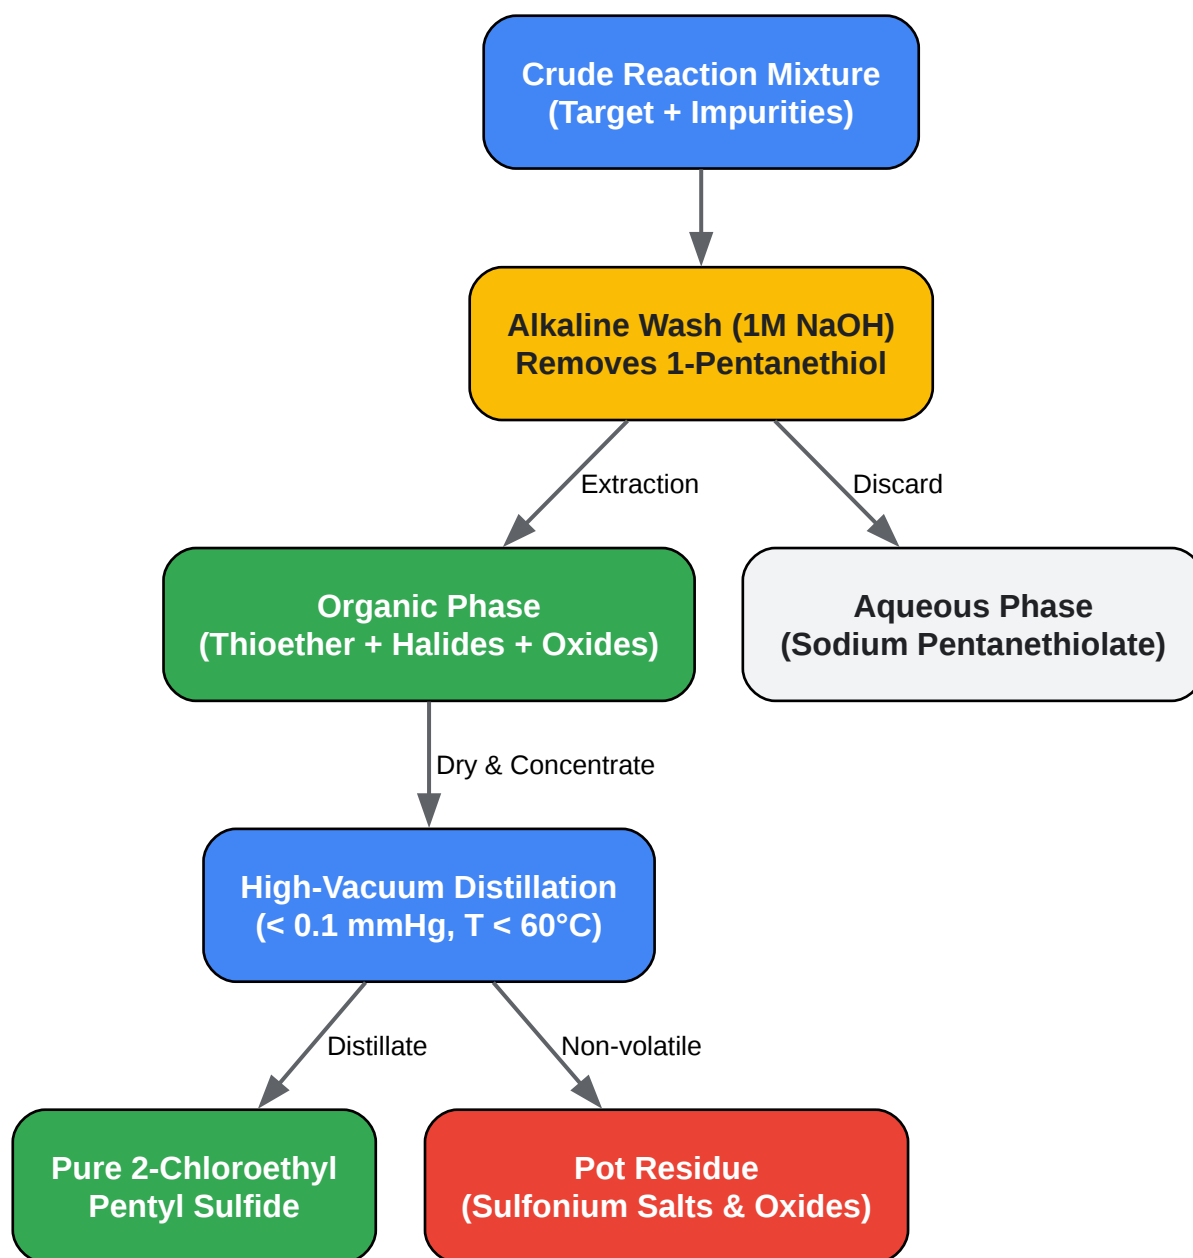 Crude Reaction Mixture
(Target + Impurities)
Alkaline Wash (1M NaOH)
Removes 1-Pentanethiol
Extraction
Discard
Organic Phase
(Thioether + Halides + Oxides)
Aqueous Phase
(Sodium Pentanethiolate)
Dry & Concentrate
High-Vacuum Distillation
(< 0.1 mmHg, T < 60°C)
Distillate
Non-volatile
Pure 2-Chloroethyl
Pentyl Sulfide
Pot Residue
(Sulfonium Salts & Oxides)